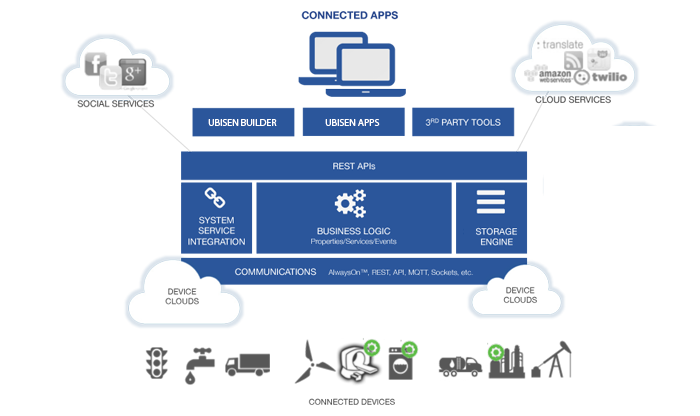 CONNECTED APPS
translate
amazon
web services
twilio
SOCIAL SERVICES
CLOUD SERVICES
UBISEN BUILDER
UBISEN APPS
3RD PARTY TOOLS
REST APIs
SYSTEM
SERVICE
INTEGRATION
BUSINESS LOGIC
Properties/Services/Events
STORAGE
ENGINE
COMMUNICATIONS AlwaysOn™, REST, API, MQTT, Sockets, etc.
DEVICE
CLOUDS
DEVICE
CLOUDS
CONNECTED DEVICES